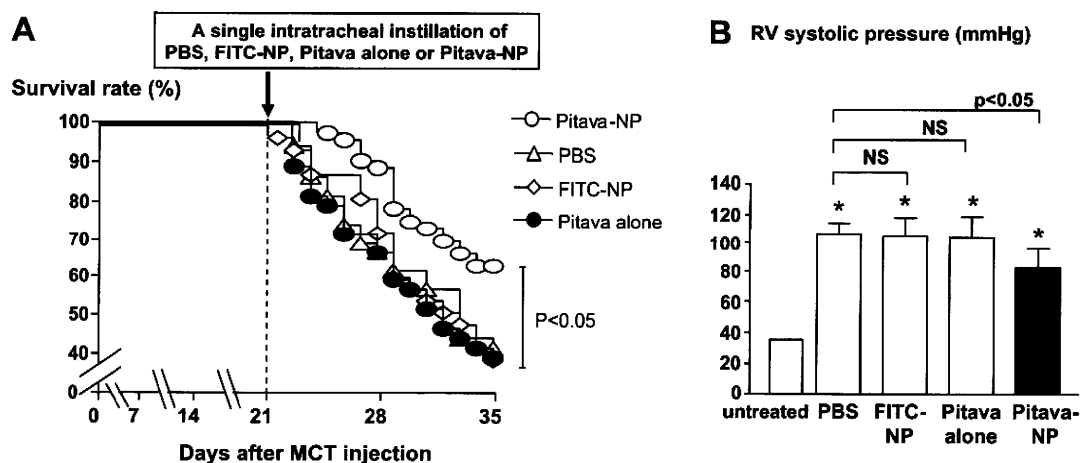 A
A single intratracheal instillation of
PBS, FITC-NP, Pitava alone or Pitava-NP
Survival rate (%)
100
90
80
70
60
50
40
0
0
7
14
21
28
35
Days after MCT injection
Pitava-NP
PBS
FITC-NP
Pitava alone
P<0.05
B RV systolic pressure (mmHg)
p<0.05
NS
NS
140
120
100
80
60
40
20
0
*
*
*
*
untreated
PBS
FITC-
NP
Pitava
alone
Pitava-
NP